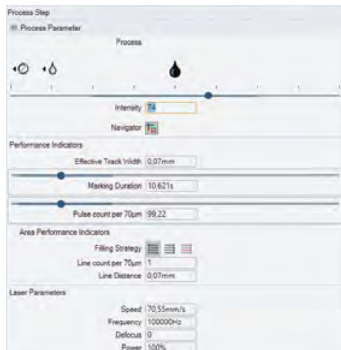 Process Step
Process Parameter
Process
Intensity 74
Navigator
Performance Indicators
Effective Track Width 0,07mm
Marking Duration 10,621s
Pulse count per 70µm 99,22
Area Performance Indicators
Filling Strategy
Line count per 70µm 1
Line Distance 0,07mm
Laser Parameters
Speed 70,55mm/s
Frequency 100000Hz
Defocus 0
Power 100%